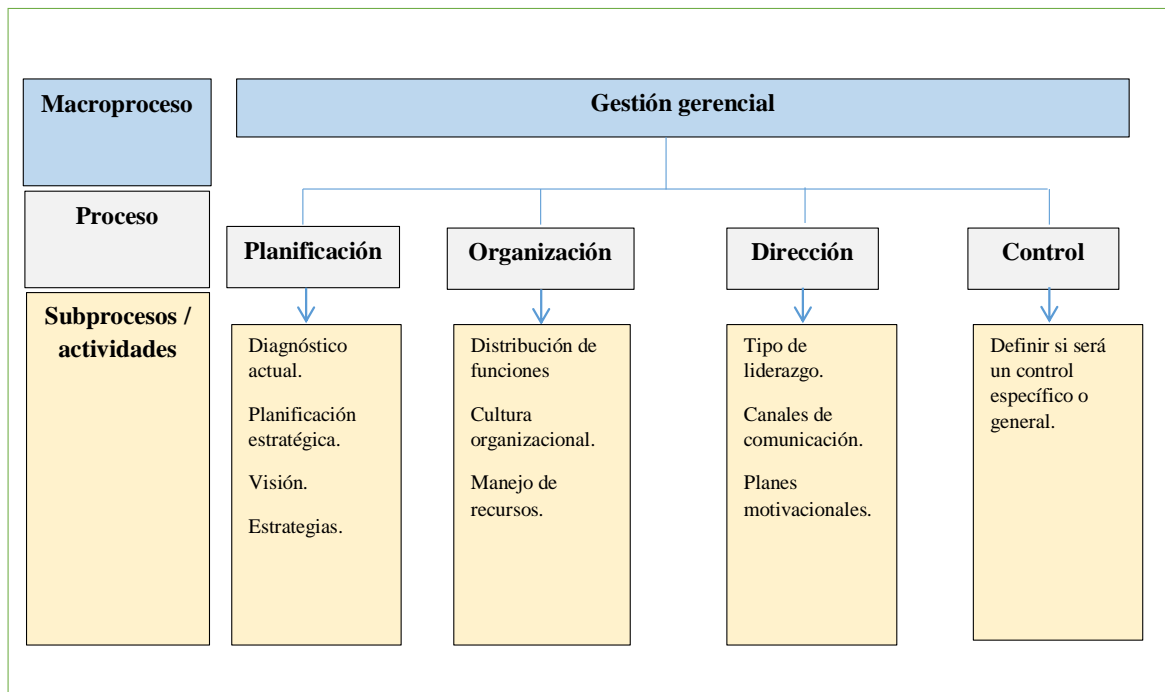 Macroproceso
Gestión gerencial
Proceso
Planificación
Organización
Dirección
Control
Subprocesos /
actividades
Diagnóstico
actual.
Planificación
estratégica.
Visión.
Estrategias.
Distribución de
funciones
Cultura
organizacional.
Manejo de
recursos.
Tipo de
liderazgo.
Canales de
comunicación.
Planes
motivacionales.
Definir si será
un control
específico o
general.